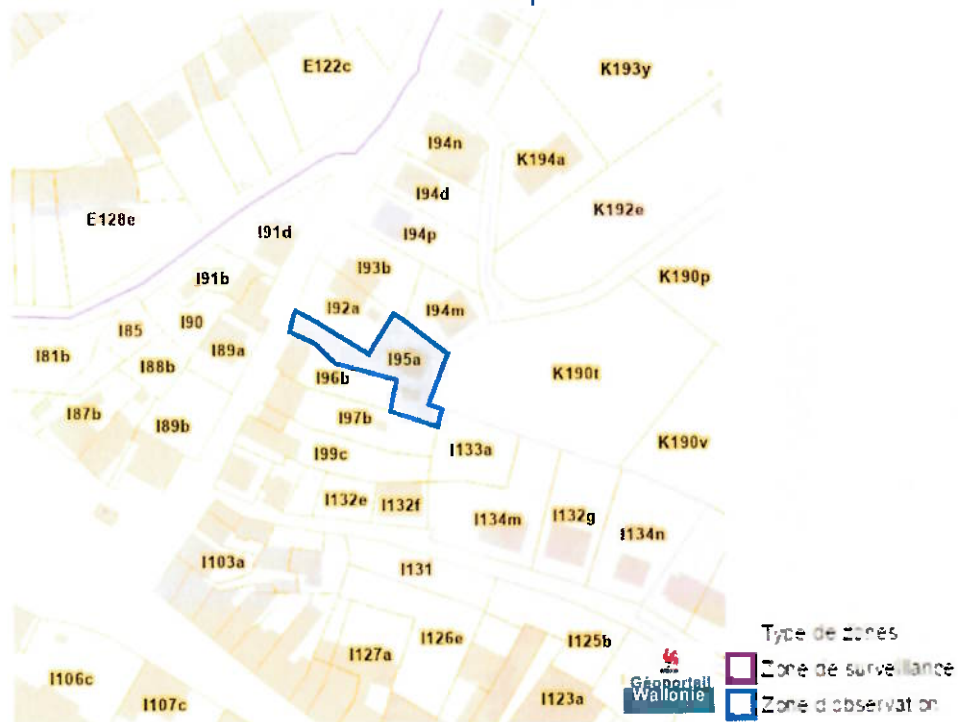 E122c
K193y
I94n
K194a
I94d
K192e
E128e
I91d
I94p
I93b
I91b
K190p
I92a
I94m
I85
I90
I81b
I89a
I95a
I88b
I96b
K190t
I87b
I89b
I97b
I99c
I133a
K190v
I132e
I132f
I134m
I132g
I134n
I103a
I131
I126e
I125b
I127a
I106c
I107c
I123a
Géoportail
Wallonie
Type de zones
Zone de surveillance
Zone d'observation